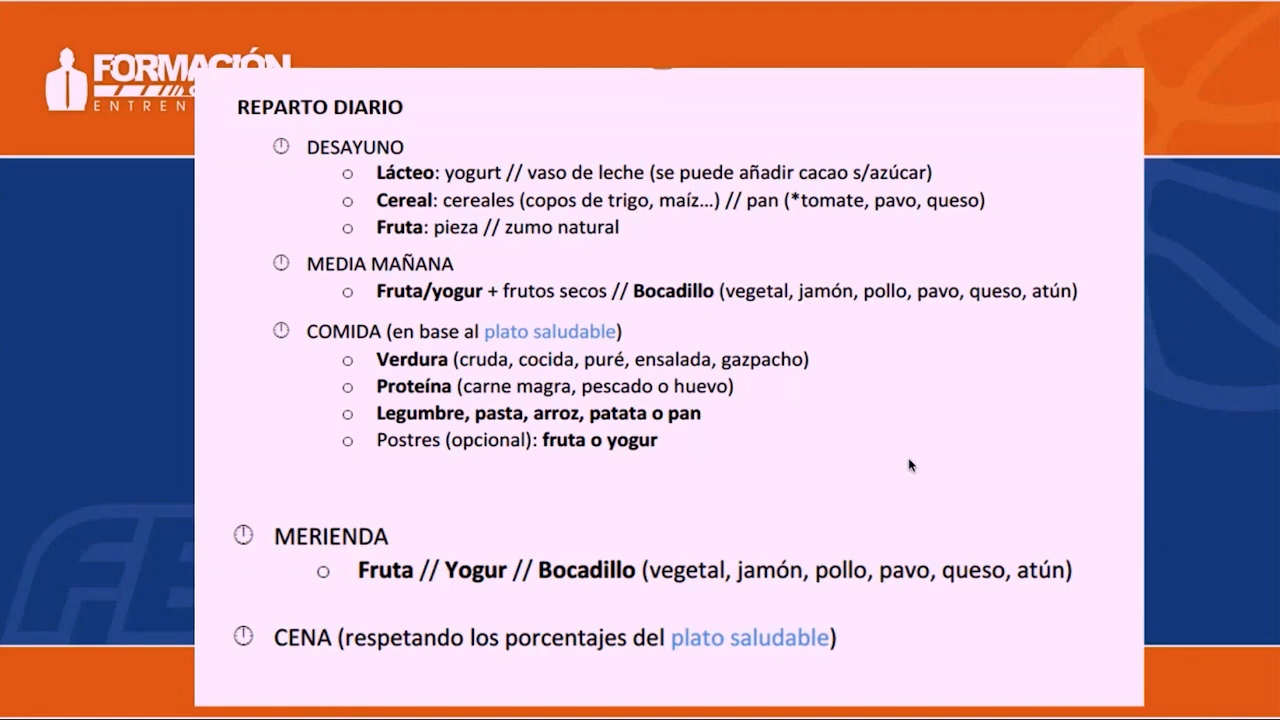 FORMACIÓN
ENTREN
REPARTO DIARIO
DESAYUNO
Lácteo: yogurt // vaso de leche (se puede añadir cacao s/azúcar)
Cereal: cereales (copos de trigo, maíz...) // pan (*tomate, pavo, queso)
Fruta: pieza // zumo natural
MEDIA MAÑANA
Fruta/yogur + frutos secos // Bocadillo (vegetal, jamón, pollo, pavo, queso, atún)
COMIDA (en base al plato saludable)
Verdura (cruda, cocida, puré, ensalada, gazpacho)
Proteína (carne magra, pescado o huevo)
Legumbre, pasta, arroz, patata o pan
Postres (opcional): fruta o yogur
MERIENDA
Fruta // Yogur // Bocadillo (vegetal, jamón, pollo, pavo, queso, atún)
CENA (respetando los porcentajes del plato saludable)